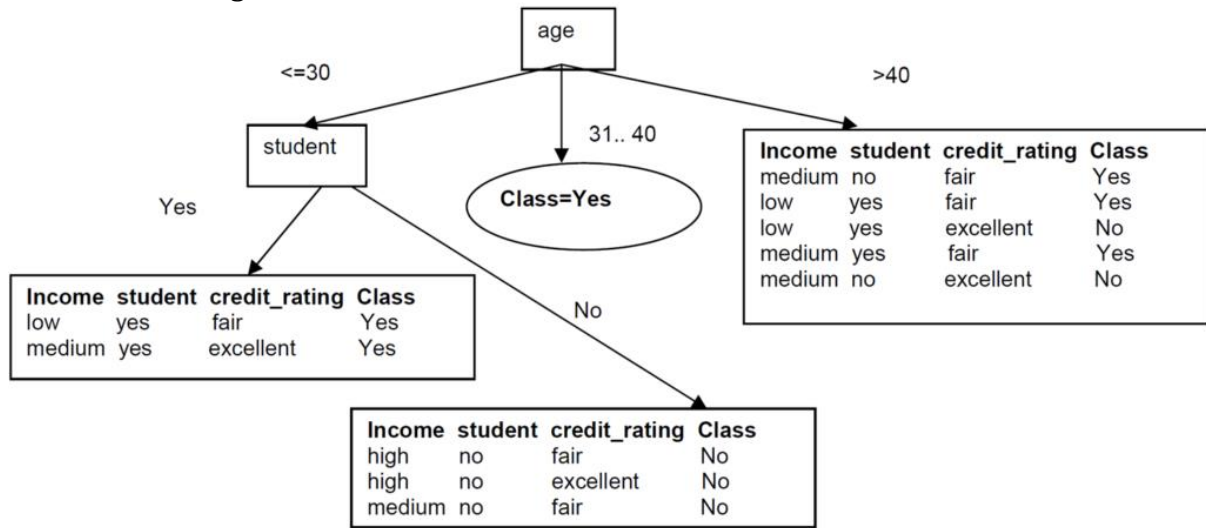 age
<=30
>40
31.. 40
student
Class=Yes
Income student credit_rating Class
medium no fair Yes
low yes fair Yes
low yes excellent No
medium yes fair Yes
medium no excellent No
Yes
No
Income student credit_rating Class
low yes fair Yes
medium yes excellent Yes
Income student credit_rating Class
high no fair No
high no excellent No
medium no fair No